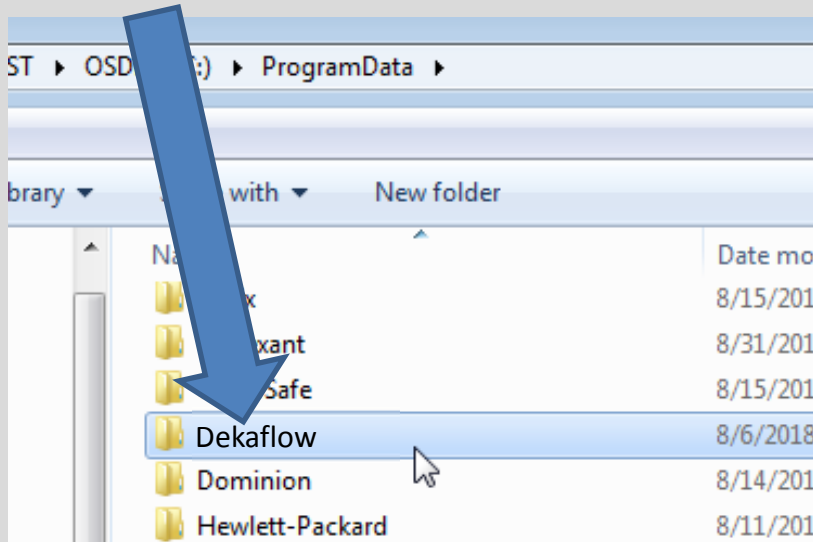 ST ▸ OSD :) ▸ ProgramData ▸
brary ▾ with ▾ New folder
Date mo
8/15/201
xant 8/31/201
Safe 8/15/201
Dekaflow 8/6/2018
Dominion 8/14/201
Hewlett-Packard 8/11/201